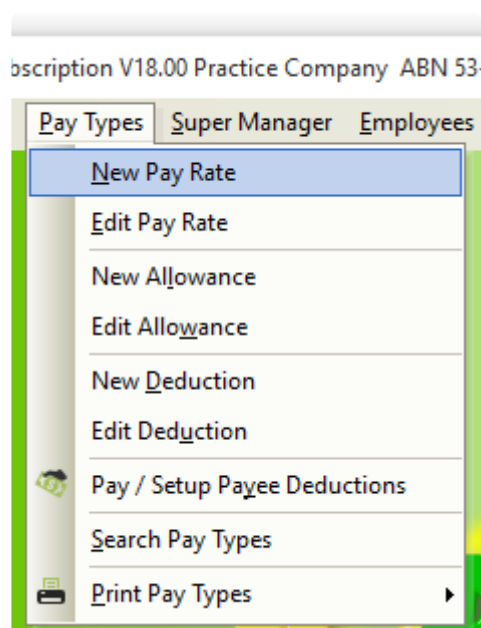 bscription V18.00 Practice Company ABN 53-
Pay Types Super Manager Employees
New Pay Rate
Edit Pay Rate
New Allowance
Edit Allowance
New Deduction
Edit Deduction
Pay / Setup Payee Deductions
Search Pay Types
Print Pay Types